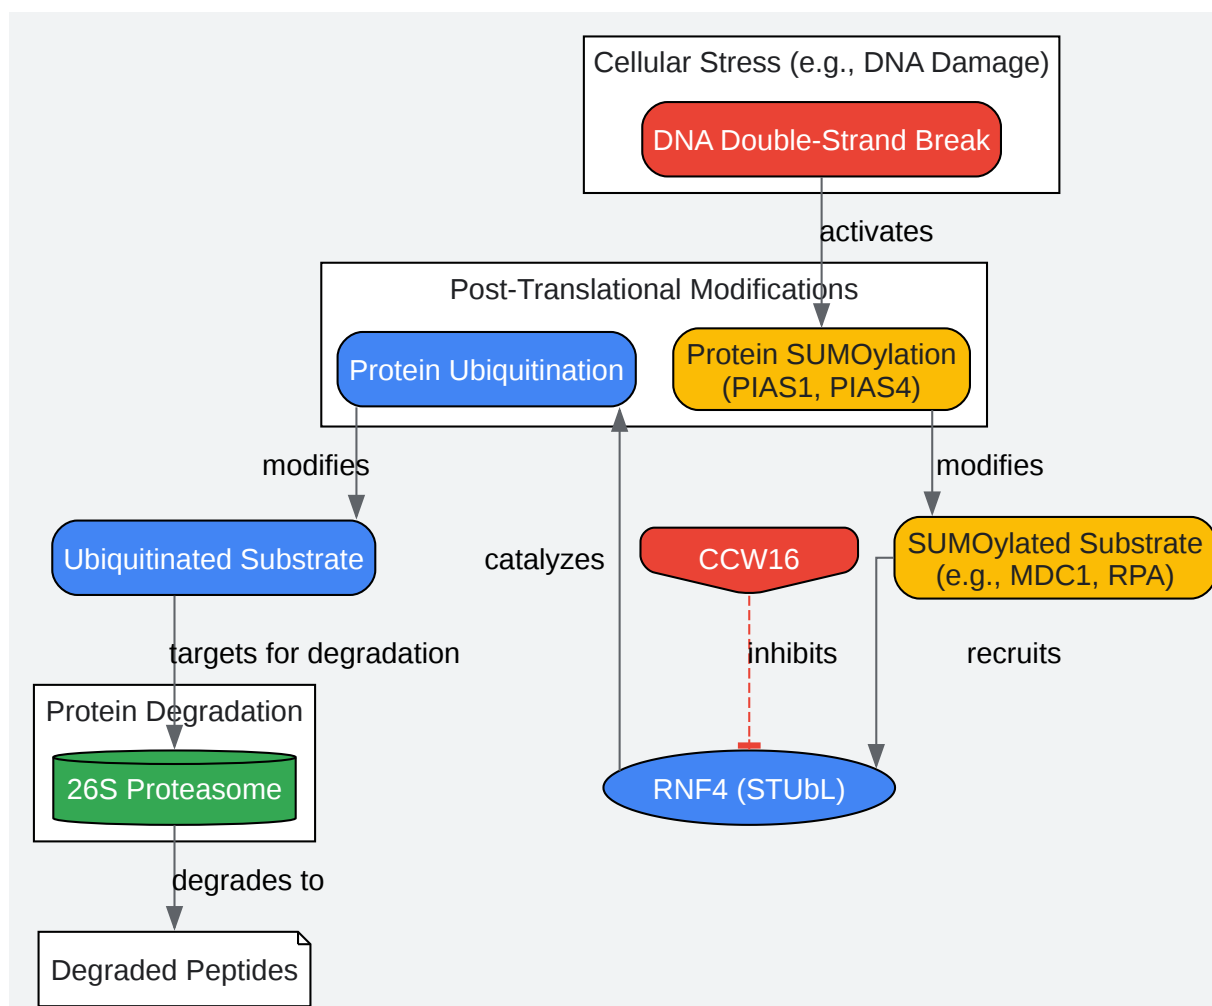 Cellular Stress (e.g., DNA Damage)
DNA Double-Strand Break
activates
Post-Translational Modifications
Protein Ubiquitination
Protein SUMOylation
(PIAS1, PIAS4)
modifies
modifies
Ubiquitinated Substrate
catalyzes
CCW16
SUMOylated Substrate
(e.g., MDC1, RPA)
targets for degradation
inhibits
recruits
Protein Degradation
26S Proteasome
RNF4 (STUbL)
degrades to
Degraded Peptides